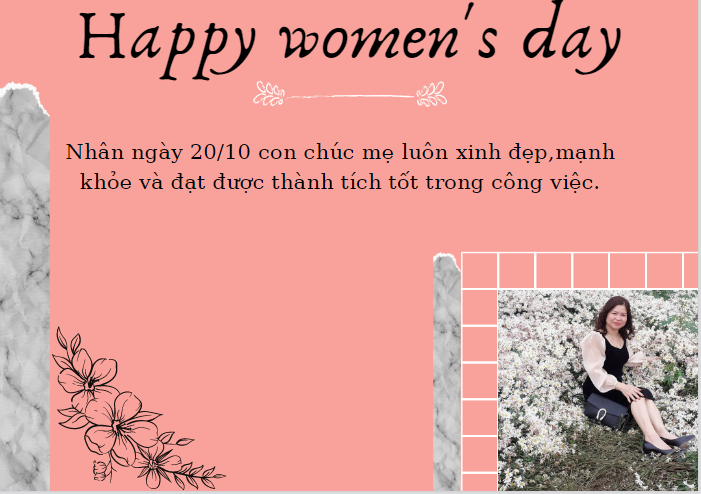 Happy women's day
Nhân ngày 20/10 con chúc mẹ luôn xinh đẹp,mạnh
khỏe và đạt được thành tích tốt trong công việc.